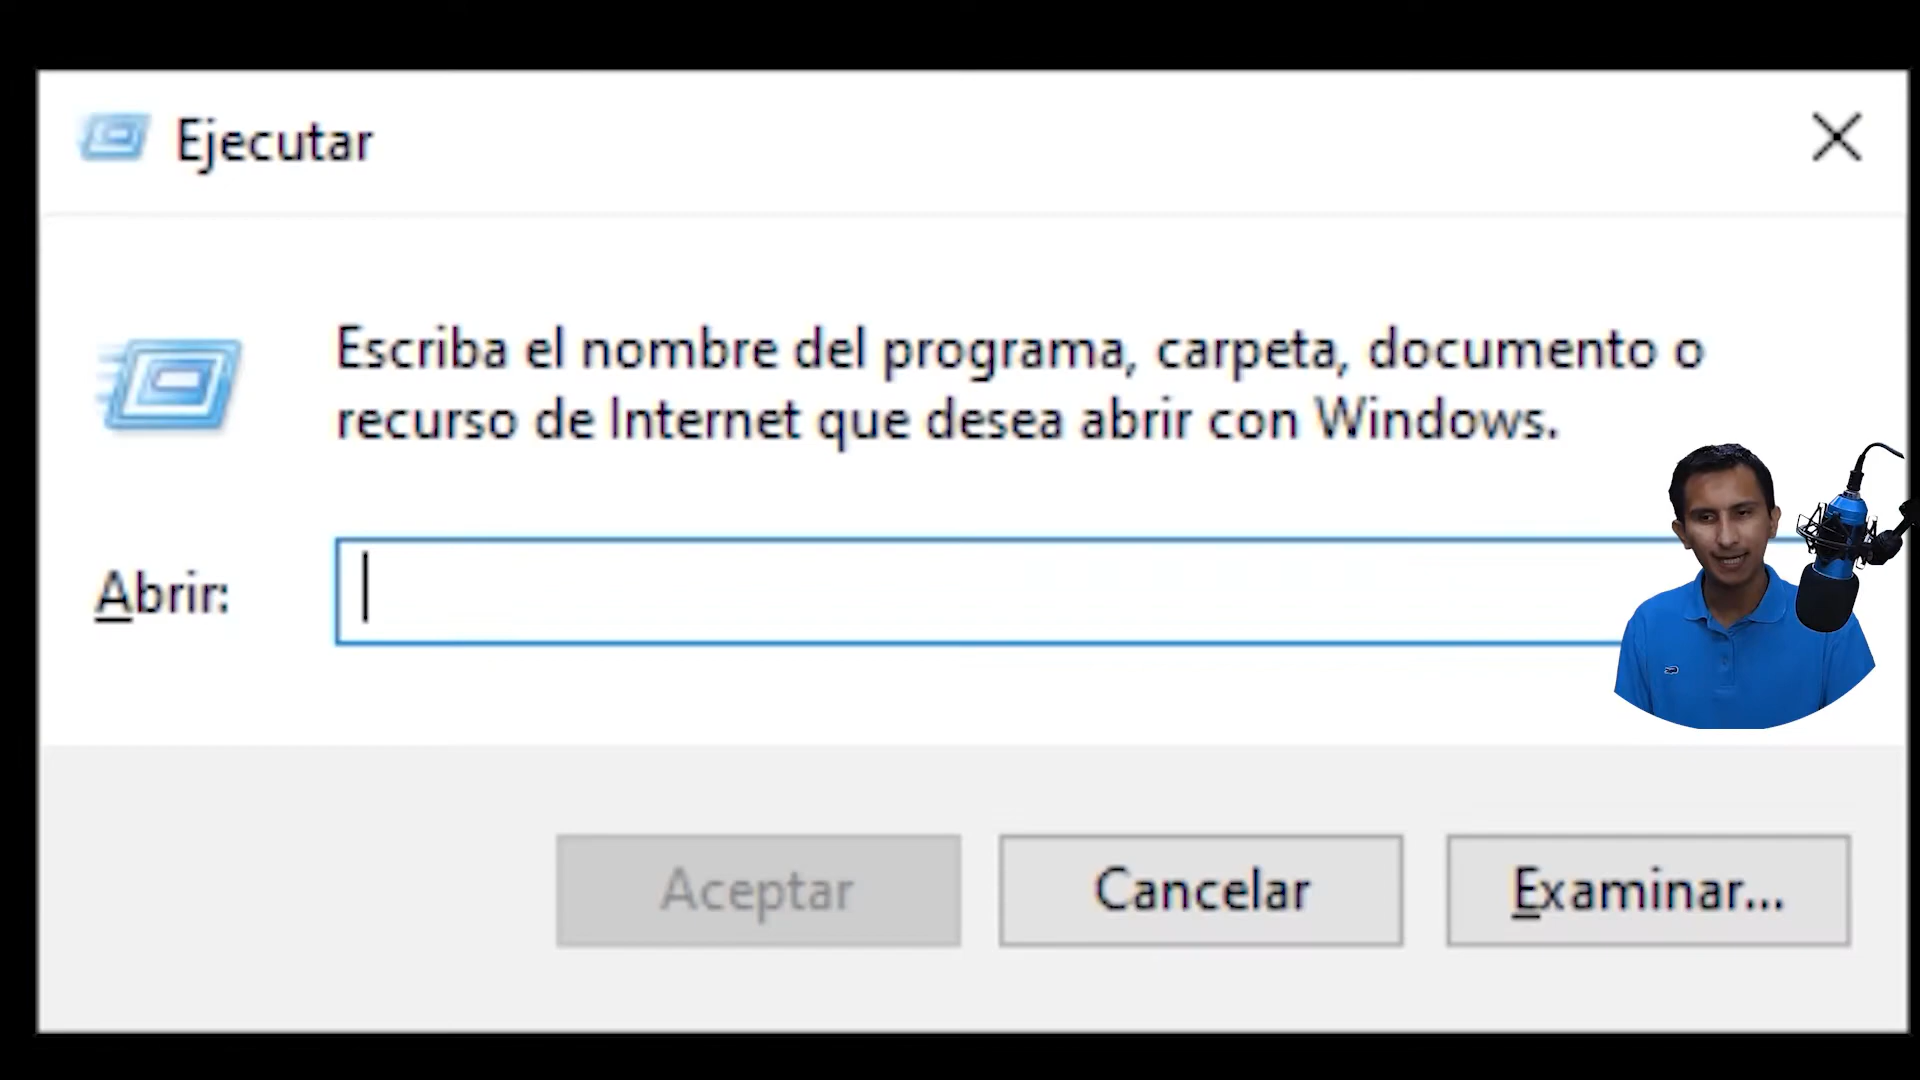 Ejecutar
Escriba el nombre del programa, carpeta, documento o
recurso de Internet que desea abrir con Windows.
Abrir:
Aceptar
Cancelar
Examinar...